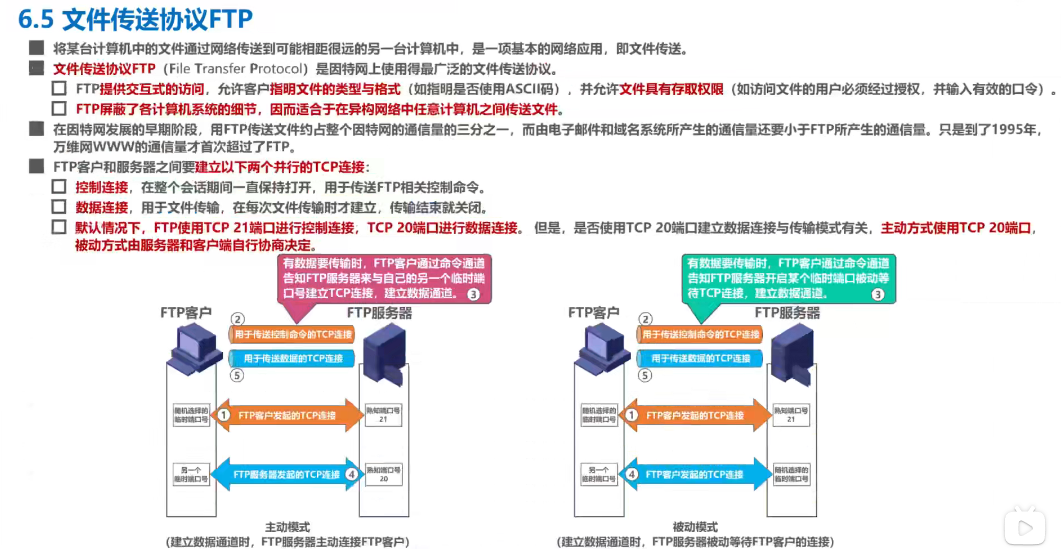 6.5 文件传送协议FTP
将某台计算机中的文件通过网络传送到可能相距很远的另一台计算机中，是一项基本的网络应用，即文件传送。
文件传送协议FTP（File Transfer Protocol）是因特网上使用得最广泛的文件传送协议。
FTP提供交互式的访问，允许客户指明文件的类型与格式（如指明是否使用ASCII码），并允许文件具有存取权限（如访问文件的用户必须经过授权，并输入有效的口令）。
FTP屏蔽了各计算机系统的细节，因而适合于在异构网络中任意计算机之间传送文件。
在因特网发展的早期阶段，用FTP传送文件约占整个因特网的通信量的三分之一，而由电子邮件和域名系统所产生的通信量还要小于FTP所产生的通信量。只是到了1995年，
万维网WWW的通信量才首次超过了FTP。
FTP客户和服务器之间要建立以下两个并行的TCP连接：
控制连接，在整个会话期间一直保持打开，用于传送FTP相关控制命令。
数据连接，用于文件传输，在每次文件传输时才建立，传输结束就关闭。
默认情况下，FTP使用TCP 21端口进行控制连接，TCP 20端口进行数据连接。但是，是否使用TCP 20端口建立数据连接与传输模式有关，主动方式使用TCP 20端口，
被动方式由服务器和客户端自行协商决定。
有数据要传输时，FTP客户通过命令通道
告知FTP服务器来与自己的另一个临时端
口号建立TCP连接，建立数据通道。 ③
FTP客户
FTP服务器
②
用于传送控制命令的TCP连接
用于传送数据的TCP连接
⑤
随机选择的
临时端口号
① FTP客户发起的TCP连接
熟知端口号
21
另一个
临时端口号
FTP服务器发起的TCP连接 ④
熟知端口号
20
主动模式
（建立数据通道时，FTP服务器主动连接FTP客户）
有数据要传输时，FTP客户通过命令通道
告知FTP服务器开启某个临时端口被动等
待TCP连接，建立数据通道。 ③
FTP客户
FTP服务器
②
用于传送控制命令的TCP连接
用于传送数据的TCP连接
⑤
随机选择的
临时端口号
① FTP客户发起的TCP连接
熟知端口号
21
另一个
临时端口号
④ FTP客户发起的TCP连接
随机选择的
临时端口号
被动模式
（建立数据通道时，FTP服务器被动等待FTP客户的连接）